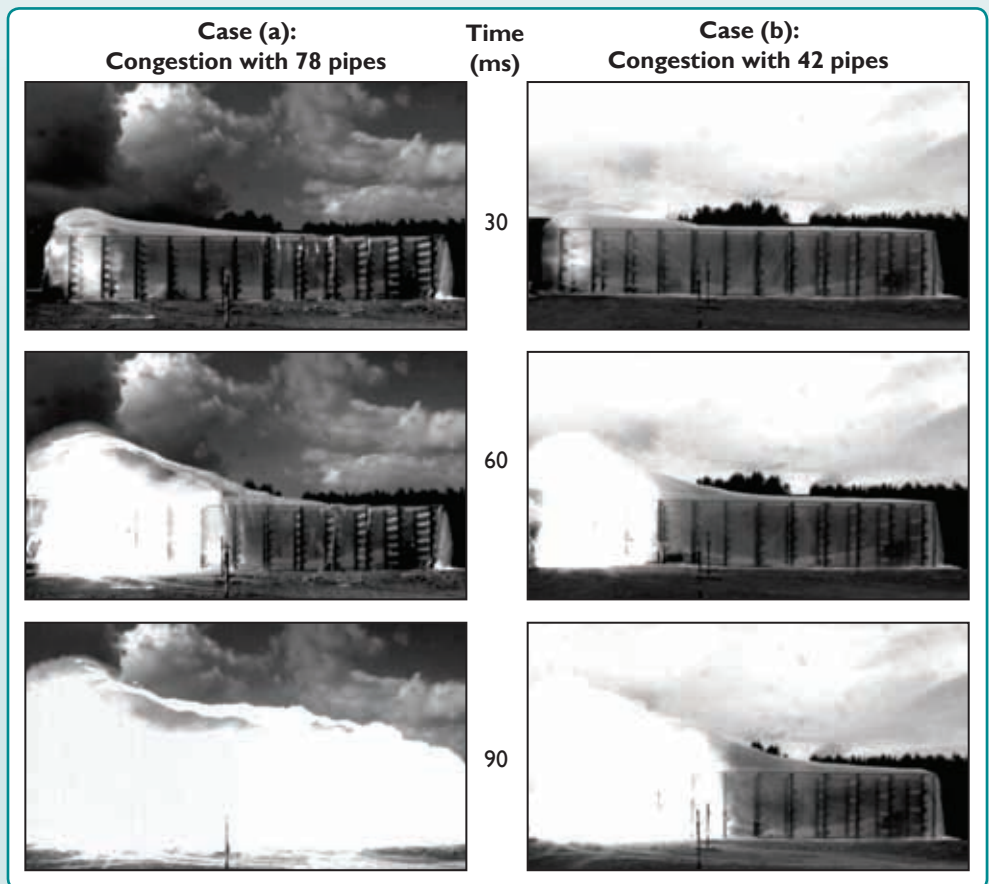 Case (a):
Congestion with 78 pipes
Time
(ms)
Case (b):
Congestion with 42 pipes
30
60
90